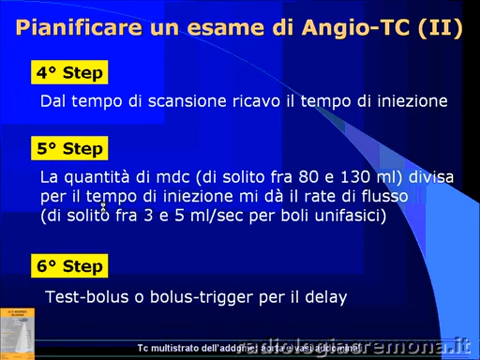 Pianificare un esame di Angio-TC (II)
4° Step
Dal tempo di scansione ricavo il tempo di iniezione
5° Step
La quantità di mdc (di solito fra 80 e 130 ml) divisa
per il tempo di iniezione mi dà il rate di flusso
(di solito fra 3 e 5 ml/sec per boli unifasici)
6° Step
Test-bolus o bolus-trigger per il delay
Tc multistrato dell'addome: aorta e vasi addominali
radiologiacremona.it